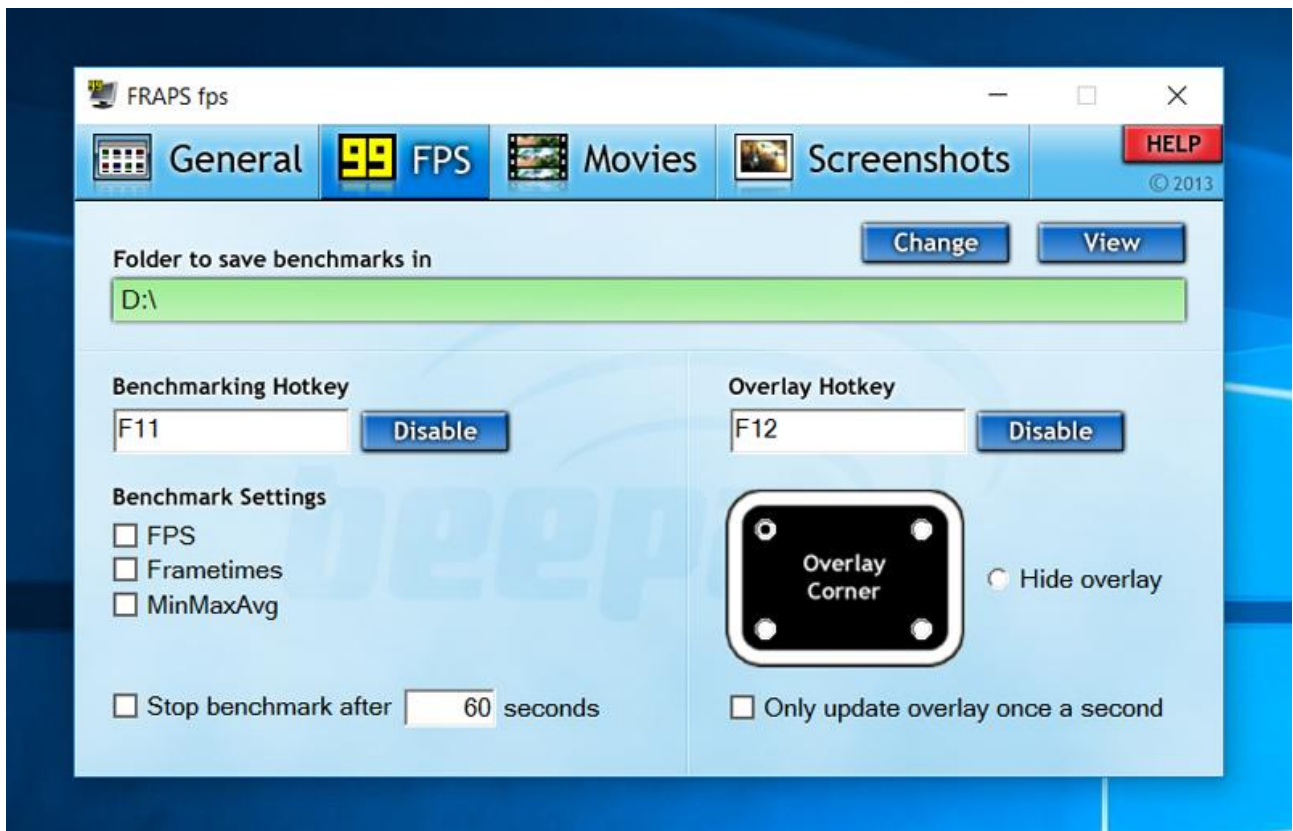 FRAPS fps
General
99 FPS
Movies
Screenshots
HELP
© 2013
Folder to save benchmarks in
Change
View
D:\
Benchmarking Hotkey
F11
Disable
Overlay Hotkey
F12
Disable
Benchmark Settings
FPS
Frametimes
MinMaxAvg
Overlay
Corner
Hide overlay
Stop benchmark after 60 seconds
Only update overlay once a second